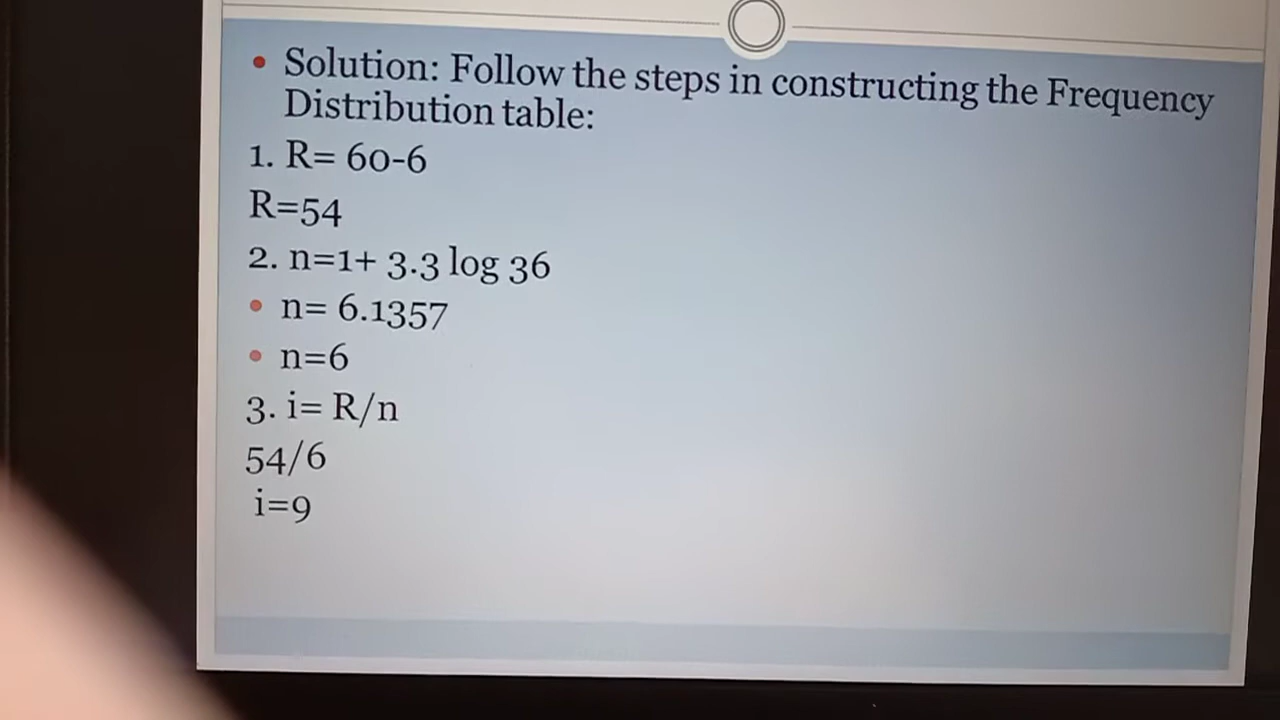 • Solution: Follow the steps in constructing the Frequency
Distribution table:
1. R= 60-6
R=54
2. n=1+ 3.3 log 36
• n= 6.1357
• n=6
3. i= R/n
54/6
i=9